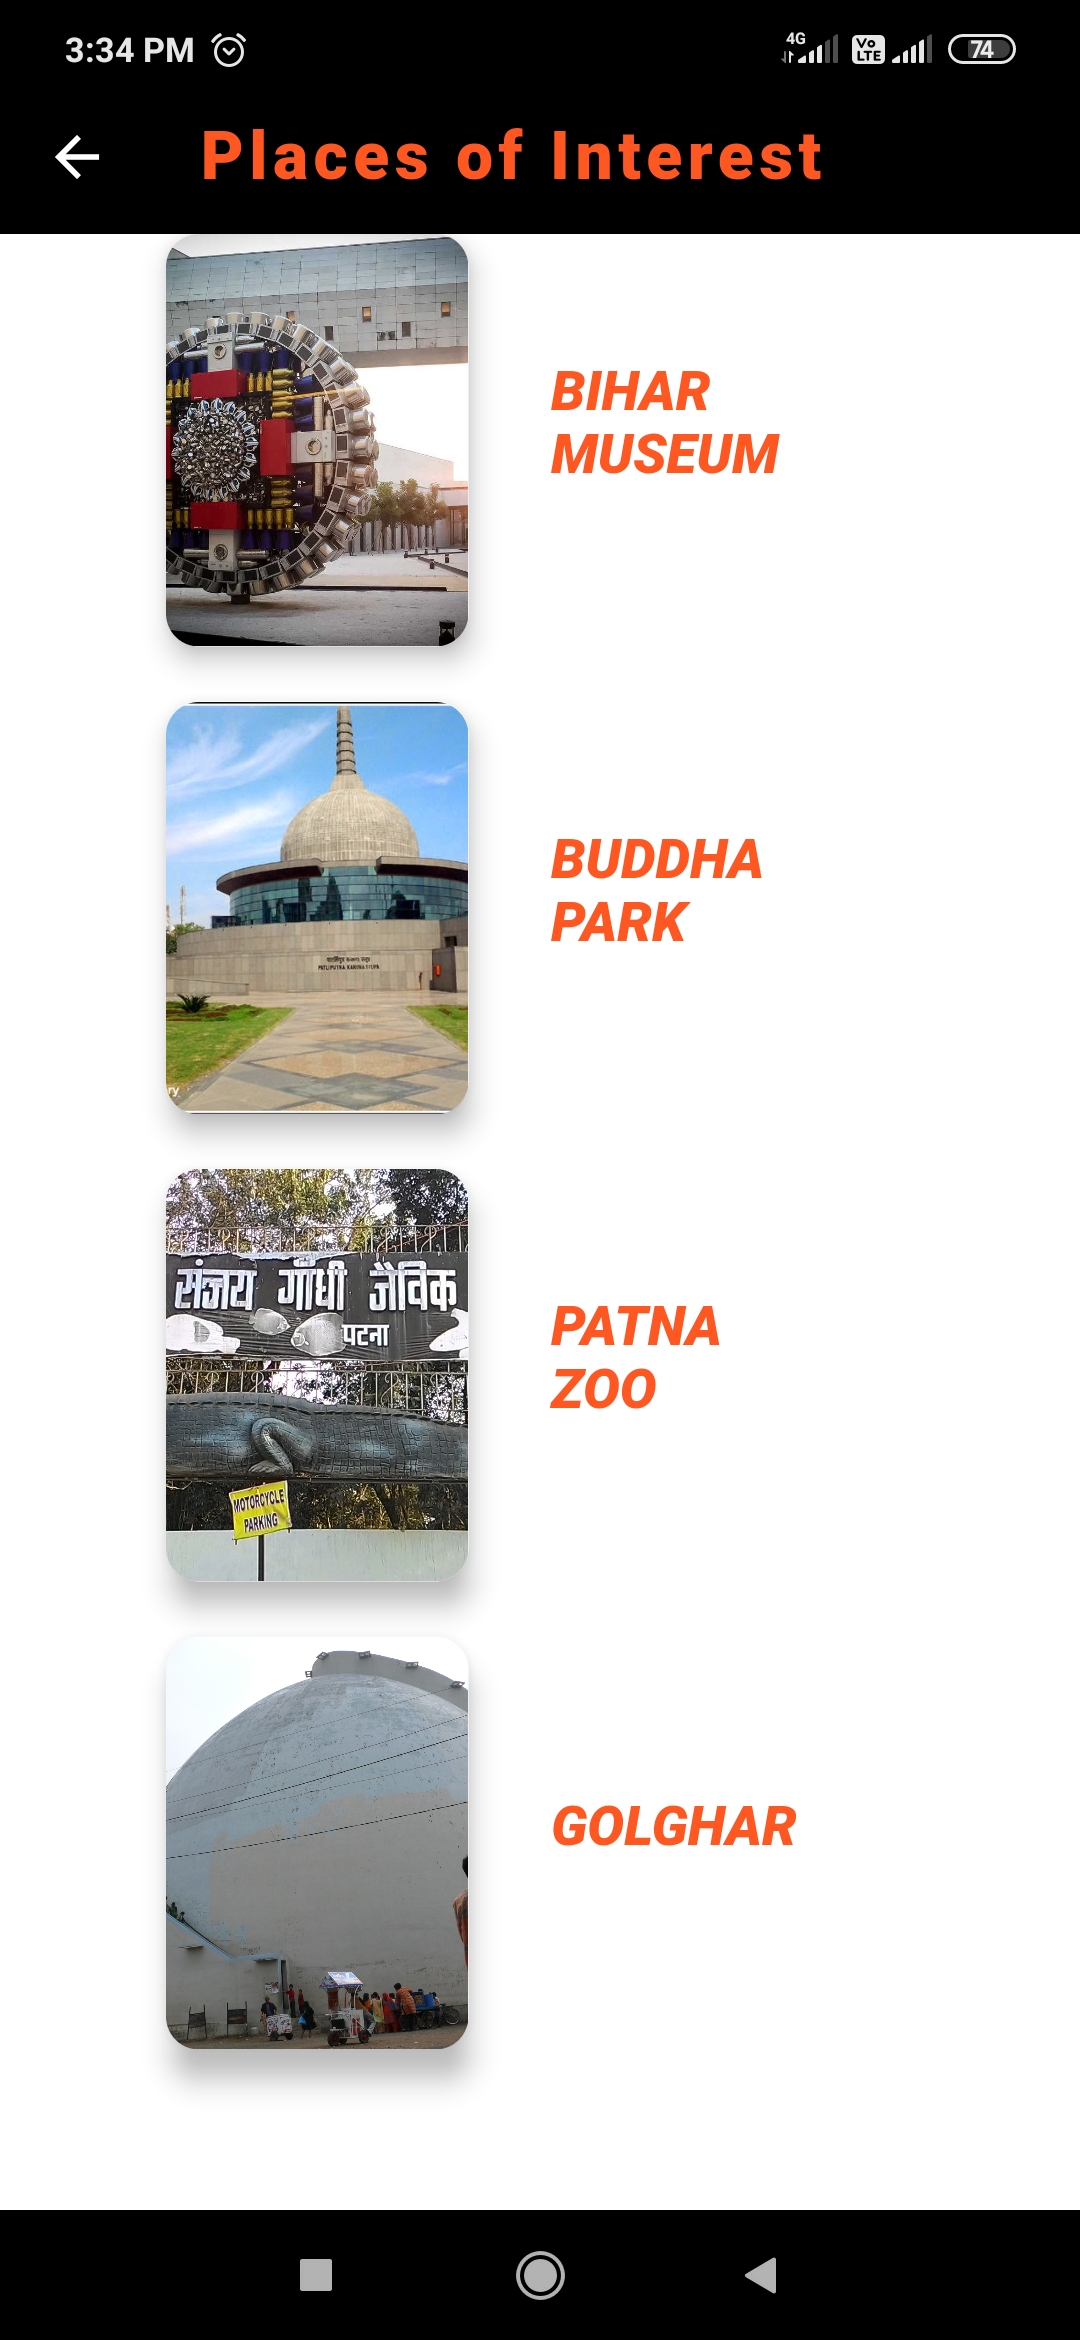 3:34 PM
4G
Vo
LTE
74
Places of Interest
BIHAR
MUSEUM
BUDDHA
PARK
PATLIPUTRA KARUNA STUPA
ry
संजय गाँधी जैविक
पटना
MOTORCYCLE
PARKING
PATNA
ZOO
GOLGHAR